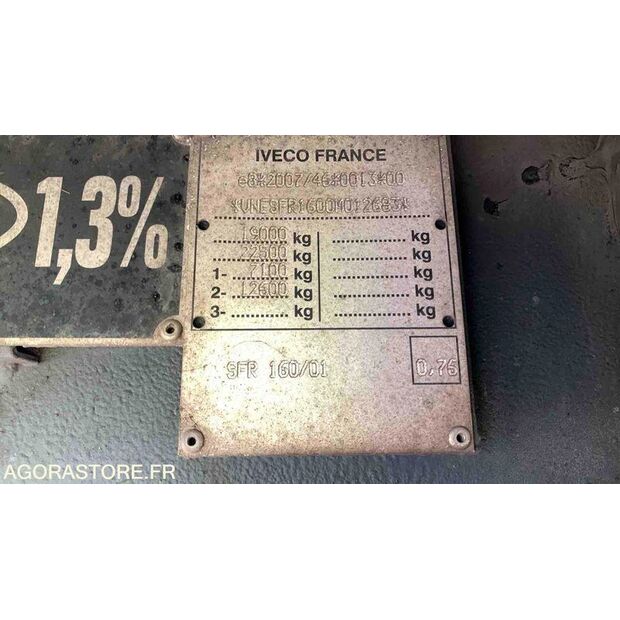 IVECO FRANCE
e8*2007/46*0013*00
*VNESFR1600M012683*
19000 kg ................ kg
22500 kg ................ kg
1- 7100 kg ................ kg
2- 12600 kg ................ kg
3- ................ kg ................ kg
SFR 160/01 0,75
1,3%
AGORASTORE.FR